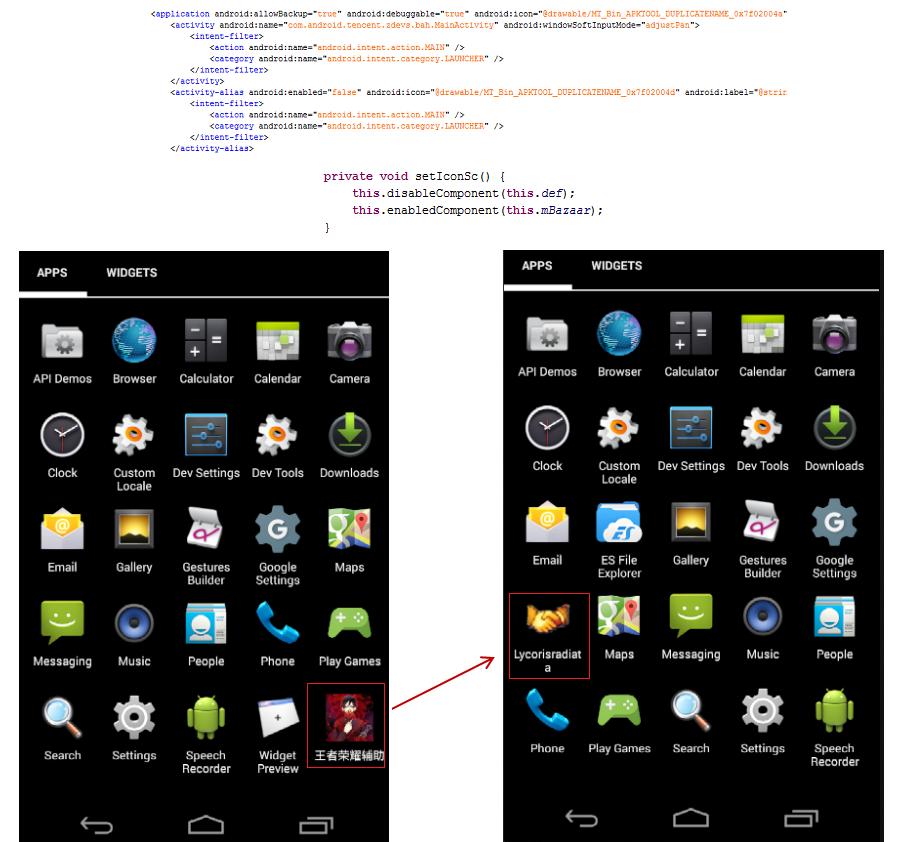 <application android:allowBackup="true" android:debuggable="true" android:icon="@drawable/MT_Bin_APKTOOL_DUPLICATENAME_0x7f02004a"
<activity android:name="com.android.tencent.zdevs.bah.MainActivity" android:windowSoftInputMode="adjustPan">
<intent-filter>
<action android:name="android.intent.action.MAIN" />
<category android:name="android.intent.category.LAUNCHER" />
</intent-filter>
</activity>
<activity-alias android:enabled="false" android:icon="@drawable/MT_Bin_APKTOOL_DUPLICATENAME_0x7f02004d" android:label="@strin
<intent-filter>
<action android:name="android.intent.action.MAIN" />
<category android:name="android.intent.category.LAUNCHER" />
</intent-filter>
</activity-alias>
private void setIconSc() {
this.disableComponent(this.def);
this.enabledComponent(this.mBazaar);
}
APPS WIDGETS
API Demos Browser Calculator Calendar Camera
Clock Custom Locale Dev Settings Dev Tools Downloads
Email Gallery Gestures Builder Google Settings Maps
Messaging Music People Phone Play Games
Search Settings Speech Recorder Widget Preview 王者荣耀辅助
APPS WIDGETS
API Demos Browser Calculator Calendar Camera
Clock Custom Locale Dev Settings Dev Tools Downloads
Email ES File Explorer Gallery Gestures Builder Google Settings
Lycorisradiata Maps Messaging Music People
Phone Play Games Search Settings Speech Recorder